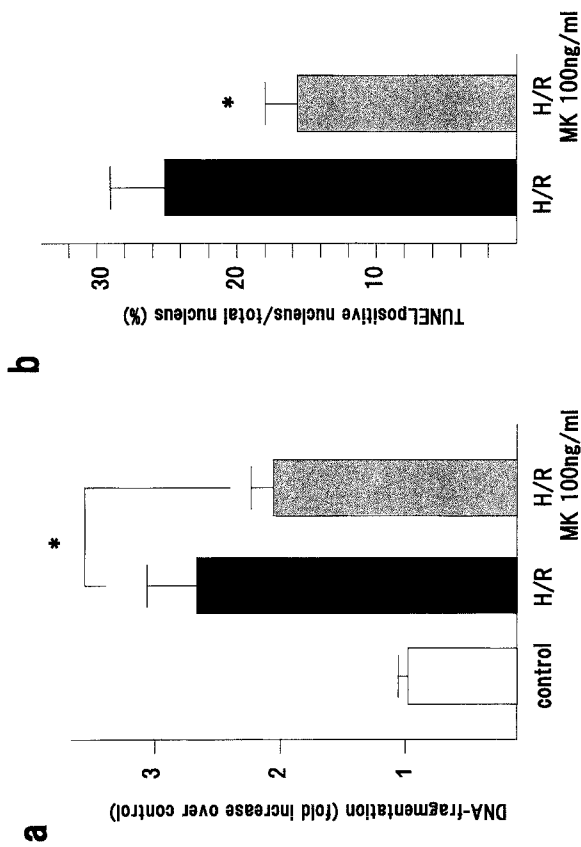 a
DNA-fragmentation (fold increase over control)
3
2
1
*
control
H/R
H/R
MK 100ng/ml
b
TUNELpositive nucleus/total nucleus (%)
30
20
10
*
H/R
H/R
MK 100ng/ml